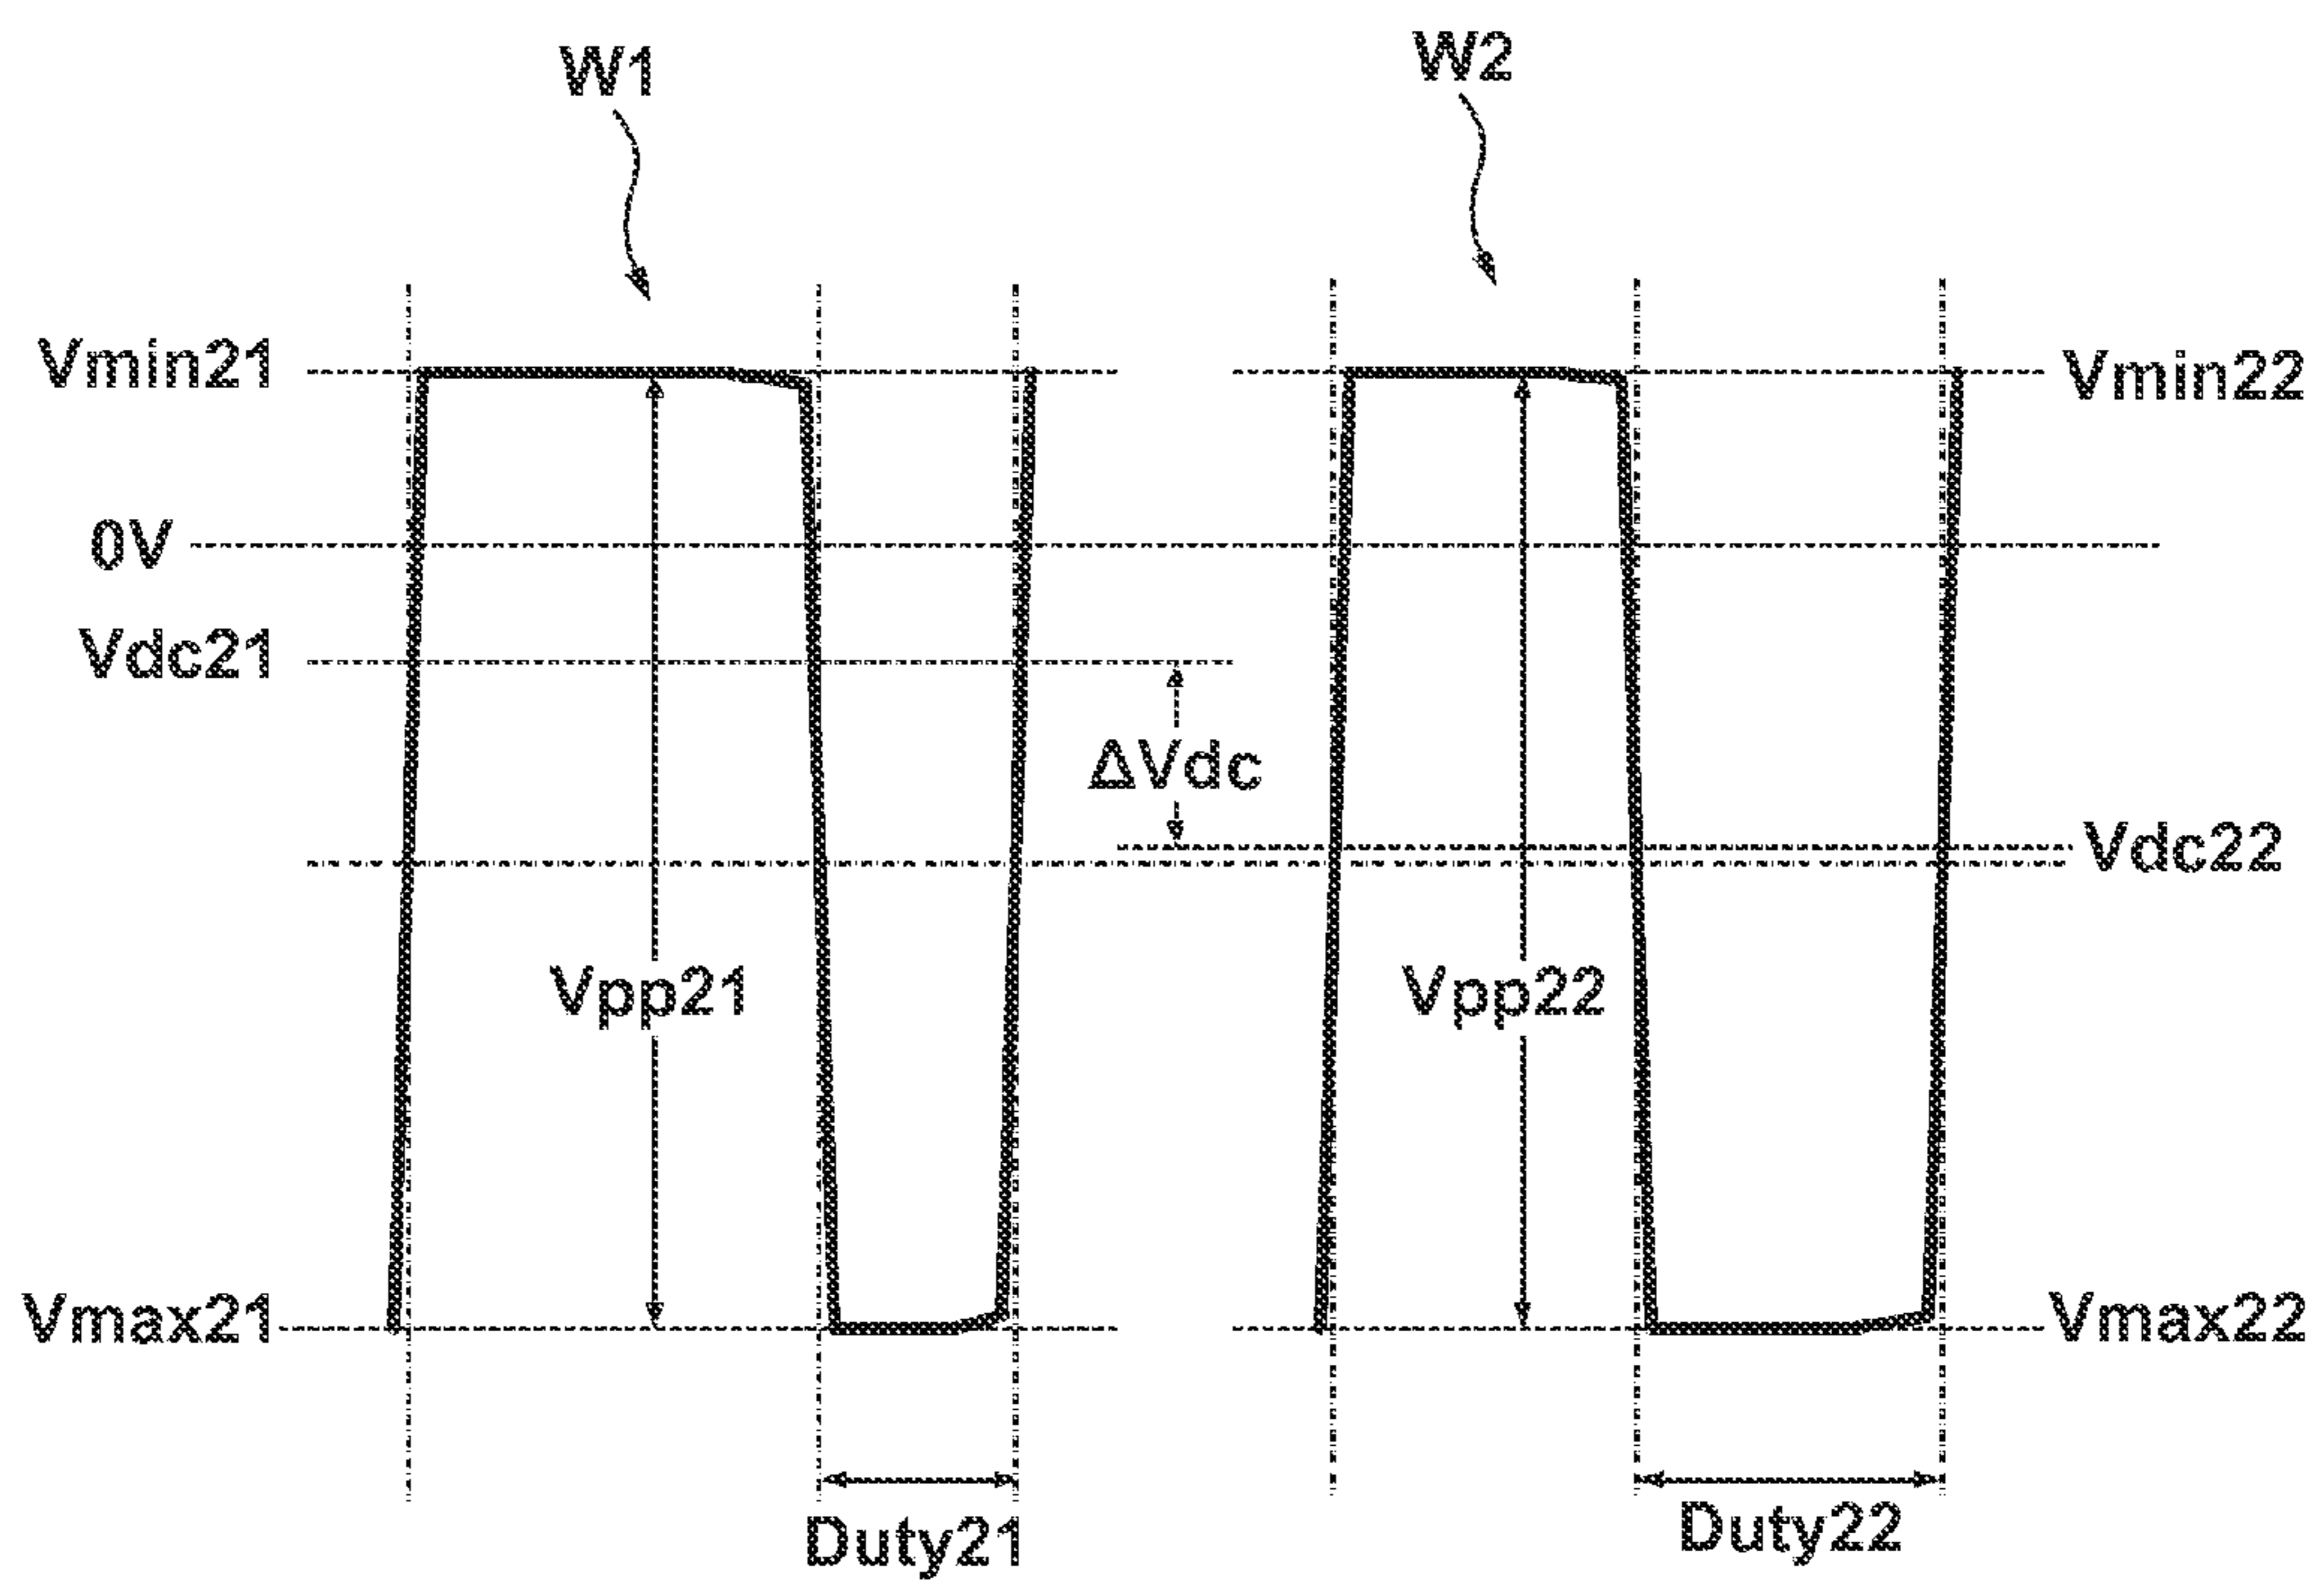 W1
W2
Vmin21
Vmin22
0V
Vdc21
ΔVdc
Vdc22
Vpp21
Vpp22
Vmax21
Vmax22
Duty21
Duty22